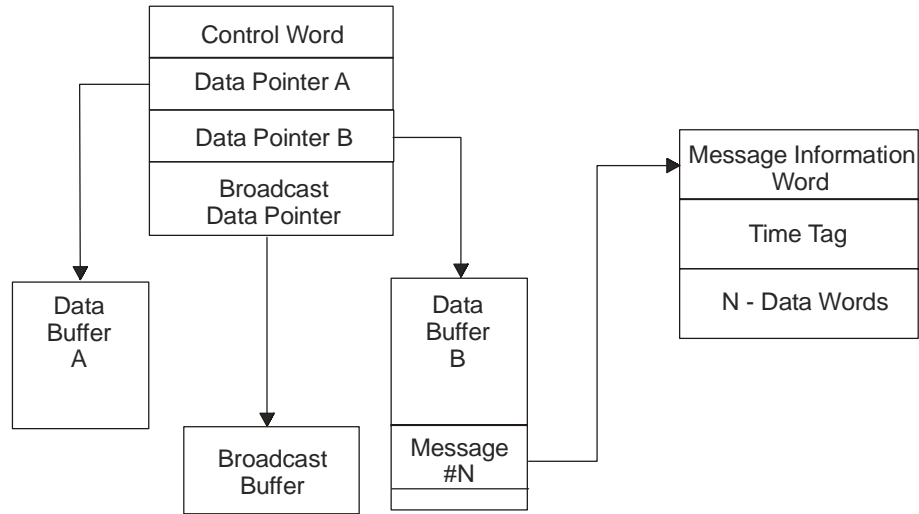 Control Word
Data Pointer A
Data Pointer B
Broadcast
Data Pointer
Message Information
Word
Time Tag
N - Data Words
Data
Buffer
A
Data
Buffer
B
Message
#N
Broadcast
Buffer